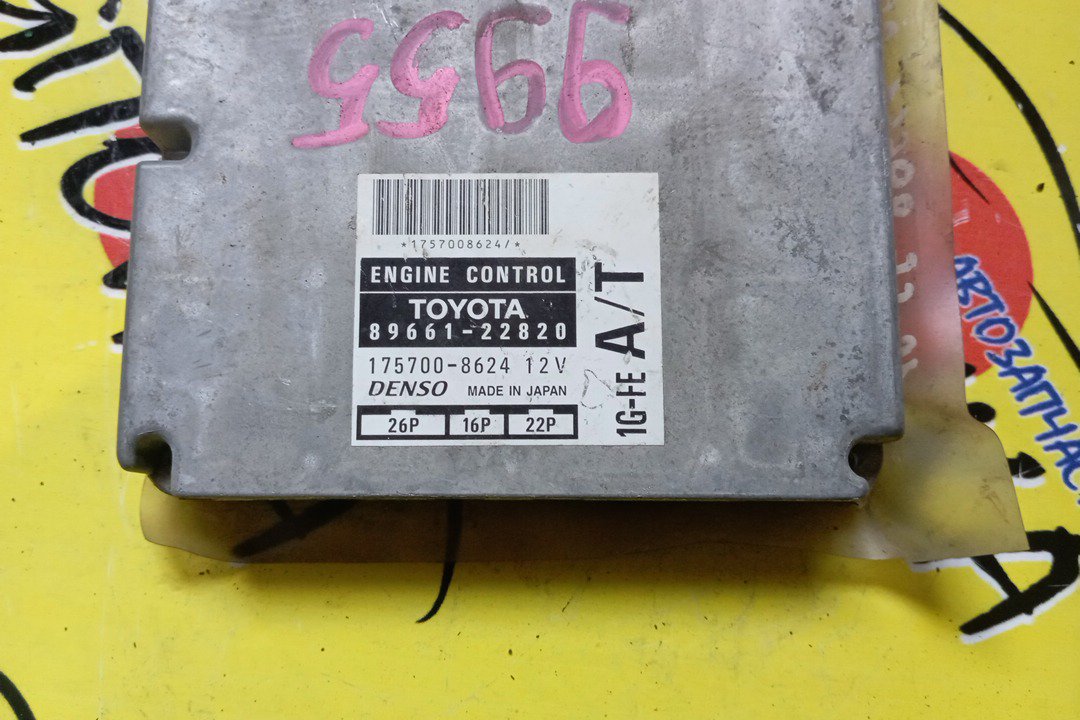 9955
*1757008624/*
ENGINE CONTROL
TOYOTA
89661-22820
175700-8624 12V
DENSO MADE IN JAPAN
26P 16P 22P
1G-FE A/T
АВТОЗАПЧАС